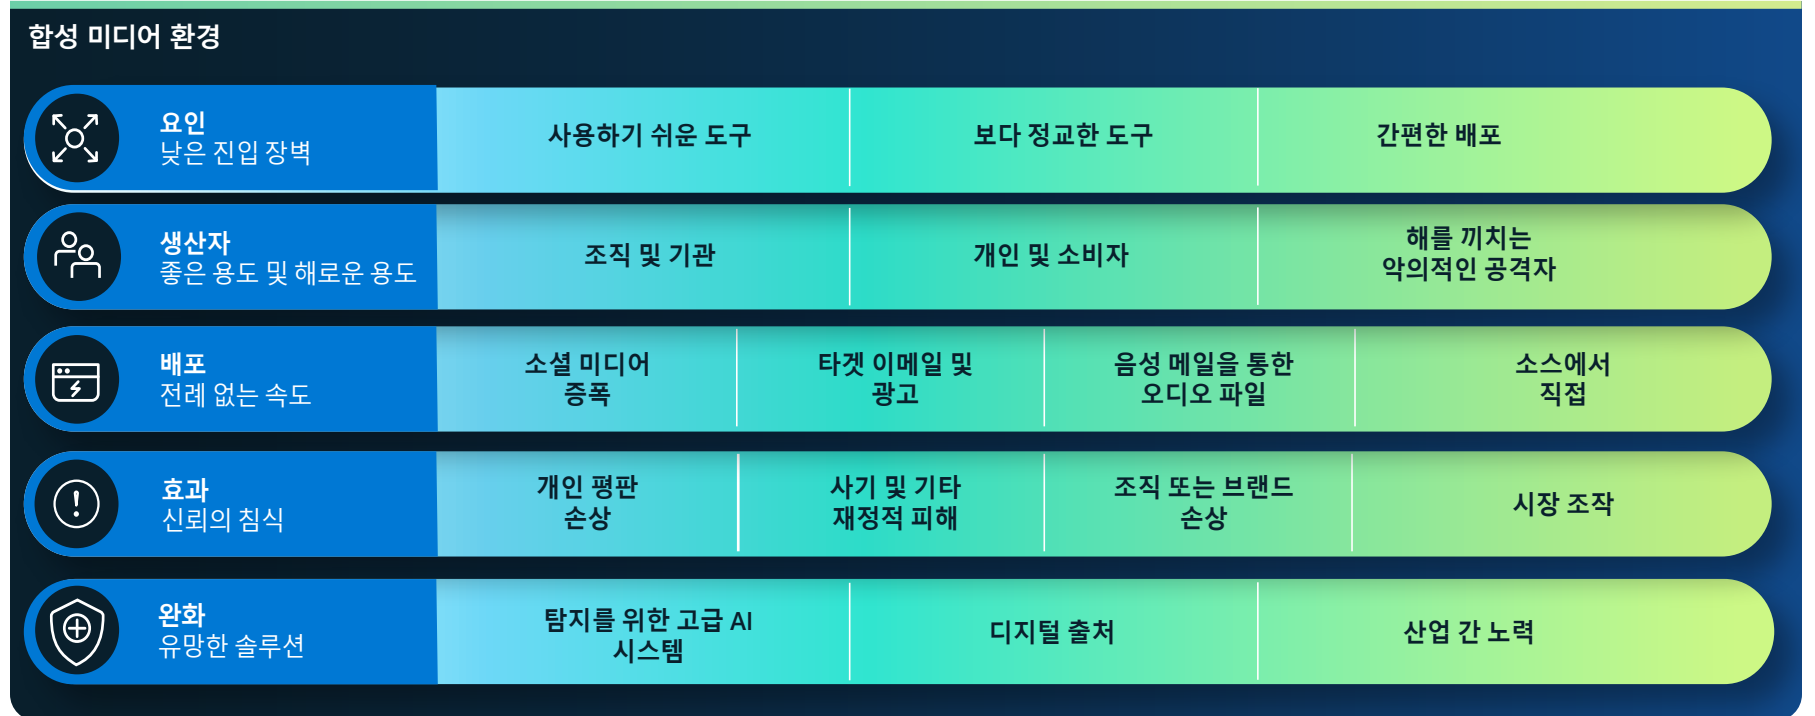 합성 미디어 환경
요인
낮은 진입 장벽
사용하기 쉬운 도구
보다 정교한 도구
간편한 배포
생산자
좋은 용도 및 해로운 용도
조직 및 기관
개인 및 소비자
해를 끼치는
악의적인 공격자
배포
전례 없는 속도
소셜 미디어
증폭
타겟 이메일 및
광고
음성 메일을 통한
오디오 파일
소스에서
직접
효과
신뢰의 침식
개인 평판
손상
사기 및 기타
재정적 피해
조직 또는 브랜드
손상
시장 조작
완화
유망한 솔루션
탐지를 위한 고급 AI
시스템
디지털 출처
산업 간 노력